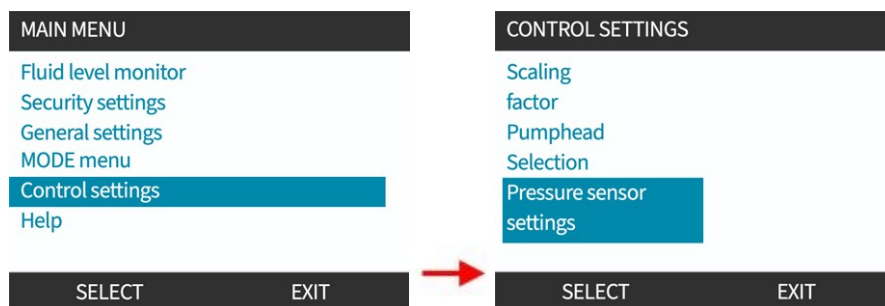 MAIN MENU
Fluid level monitor
Security settings
General settings
MODE menu
Control settings
Help
SELECT EXIT
CONTROL SETTINGS
Scaling
factor
Pumphead
Selection
Pressure sensor
settings
SELECT EXIT